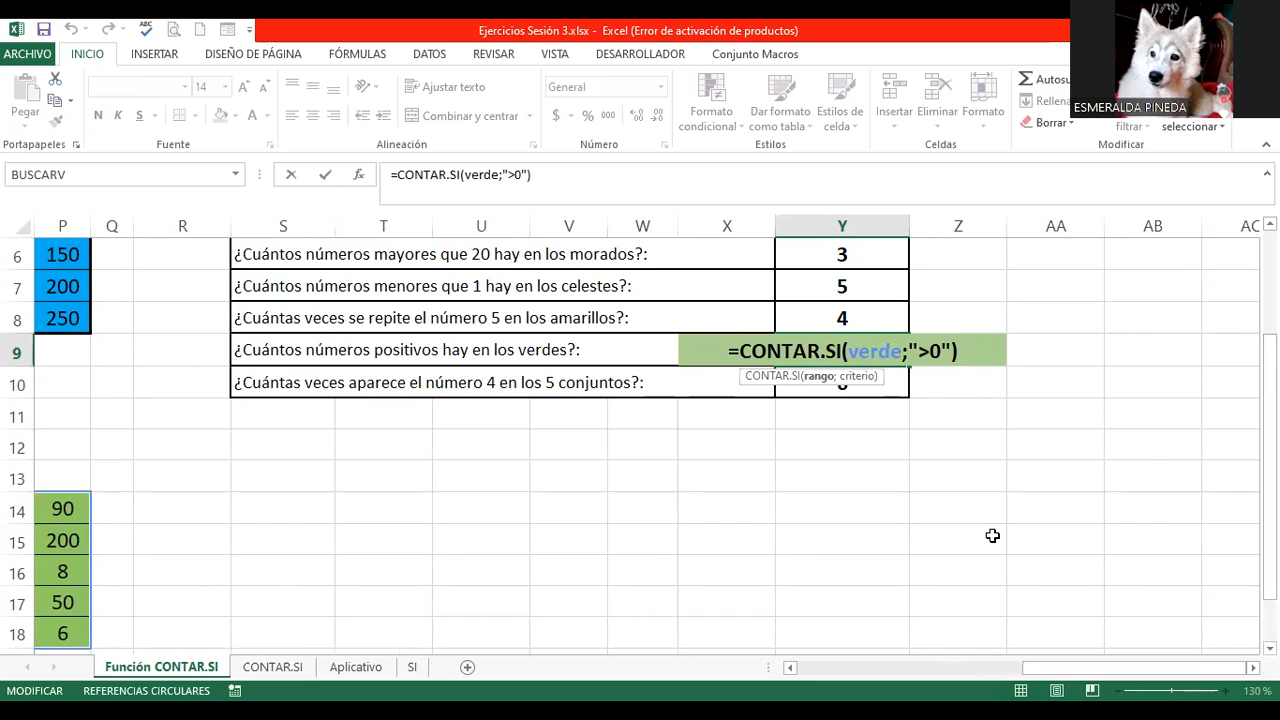 Ejercicios Sesión 3.xlsx - Excel (Error de activación de productos)
ESMERALDA PINEDA
ARCHIVO INICIO INSERTAR DISEÑO DE PÁGINA FÓRMULAS DATOS REVISAR VISTA DESARROLLADOR Conjunto Macros
Pegar
14
Ajustar texto
General
Formato condicional
Dar formato como tabla
Estilos de celda
Insertar
Eliminar
Formato
Autosu
Rellena
Borrar
filtrar
seleccionar
N K S
Combinar y centrar
$ % 000
Portapapeles Fuente Alineación Número Estilos Celdas Modificar
BUSCARV
fx
=CONTAR.SI(verde;">0")
P Q R S T U V W X Y Z AA AB AC
6 150 ¿Cuántos números mayores que 20 hay en los morados?: 3
7 200 ¿Cuántos números menores que 1 hay en los celestes?: 5
8 250 ¿Cuántas veces se repite el número 5 en los amarillos?: 4
9 ¿Cuántos números positivos hay en los verdes?: =CONTAR.SI(verde;">0")
CONTAR.SI(rango; criterio)
10 ¿Cuántas veces aparece el número 4 en los 5 conjuntos?:
11
12
13
14 90
15 200
16 8
17 50
18 6
Función CONTAR.SI CONTAR.SI Aplicativo SI
MODIFICAR REFERENCIAS CIRCULARES 130 %